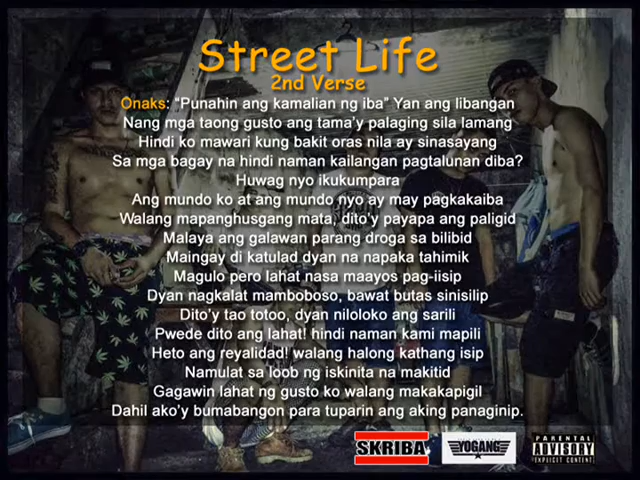 Street Life
2nd Verse
Onaks: “Punahin ang kamalian ng iba” Yan ang libangan
Nang mga taong gusto ang tama'y palaging sila lamang
Hindi ko mawari kung bakit oras nila ay sinasayang
Sa mga bagay na hindi naman kailangan pagtalunan diba?
Huwag nyo ikukumpara
Ang mundo ko at ang mundo nyo ay may pagkakaiba
Walang mapanghusgang mata, dito'y payapa ang paligid
Malaya ang galawan parang droga sa bilibid
Maingay di katulad dyan na napaka tahimik
Magulo pero lahat nasa maayos pag-iisip
Dyan nagkalat mamboboso, bawat butas sinisilip
Dito'y tao totoo, dyan niloloko ang sarili
Pwede dito ang lahat! hindi naman kami mapili
Heto ang reyalidad! walang halong kathang isip
Namulat sa loob ng iskinita na makitid
Gagawin lahat ng gusto ko walang makakapigil
Dahil ako'y bumabangon para tuparin ang aking panaginip.
SKRIBA
YOGANG
PARENTAL
ADVISORY
EXPLICIT CONTENT